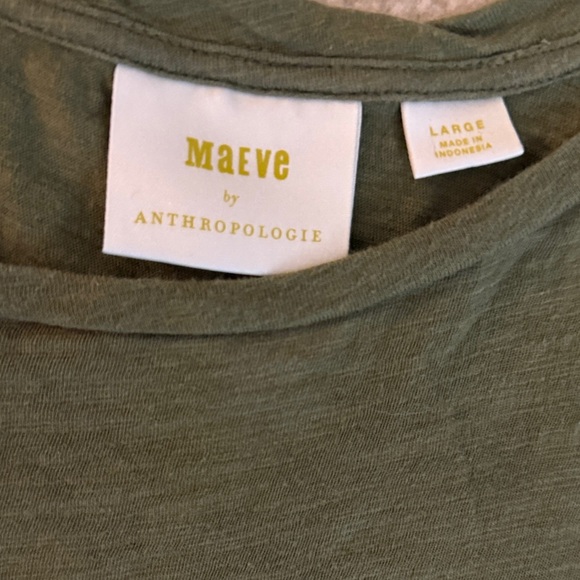 MaEVe
by
ANTHROPOLOGIE
LARGE
MADE IN
INDONESIA